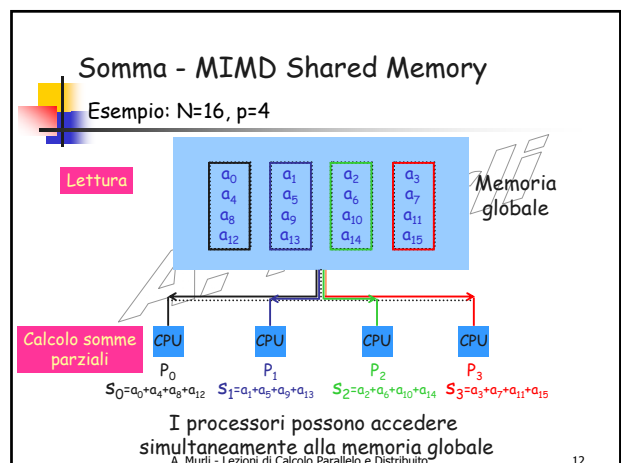 Somma - MIMD Shared Memory
Esempio: N=16, p=4
Lettura
a0 a1 a2 a3
a4 a5 a6 a7
a8 a9 a10 a11
a12 a13 a14 a15
Memoria
globale
Calcolo somme
parziali
CPU CPU CPU CPU
P0 P1 P2 P3
S0=a0+a4+a8+a12 S1=a1+a5+a9+a13 S2=a2+a6+a10+a14 S3=a3+a7+a11+a15
I processori possono accedere
simultaneamente alla memoria globale
A. Murli - Lezioni di Calcolo Parallelo e Distribuito 12